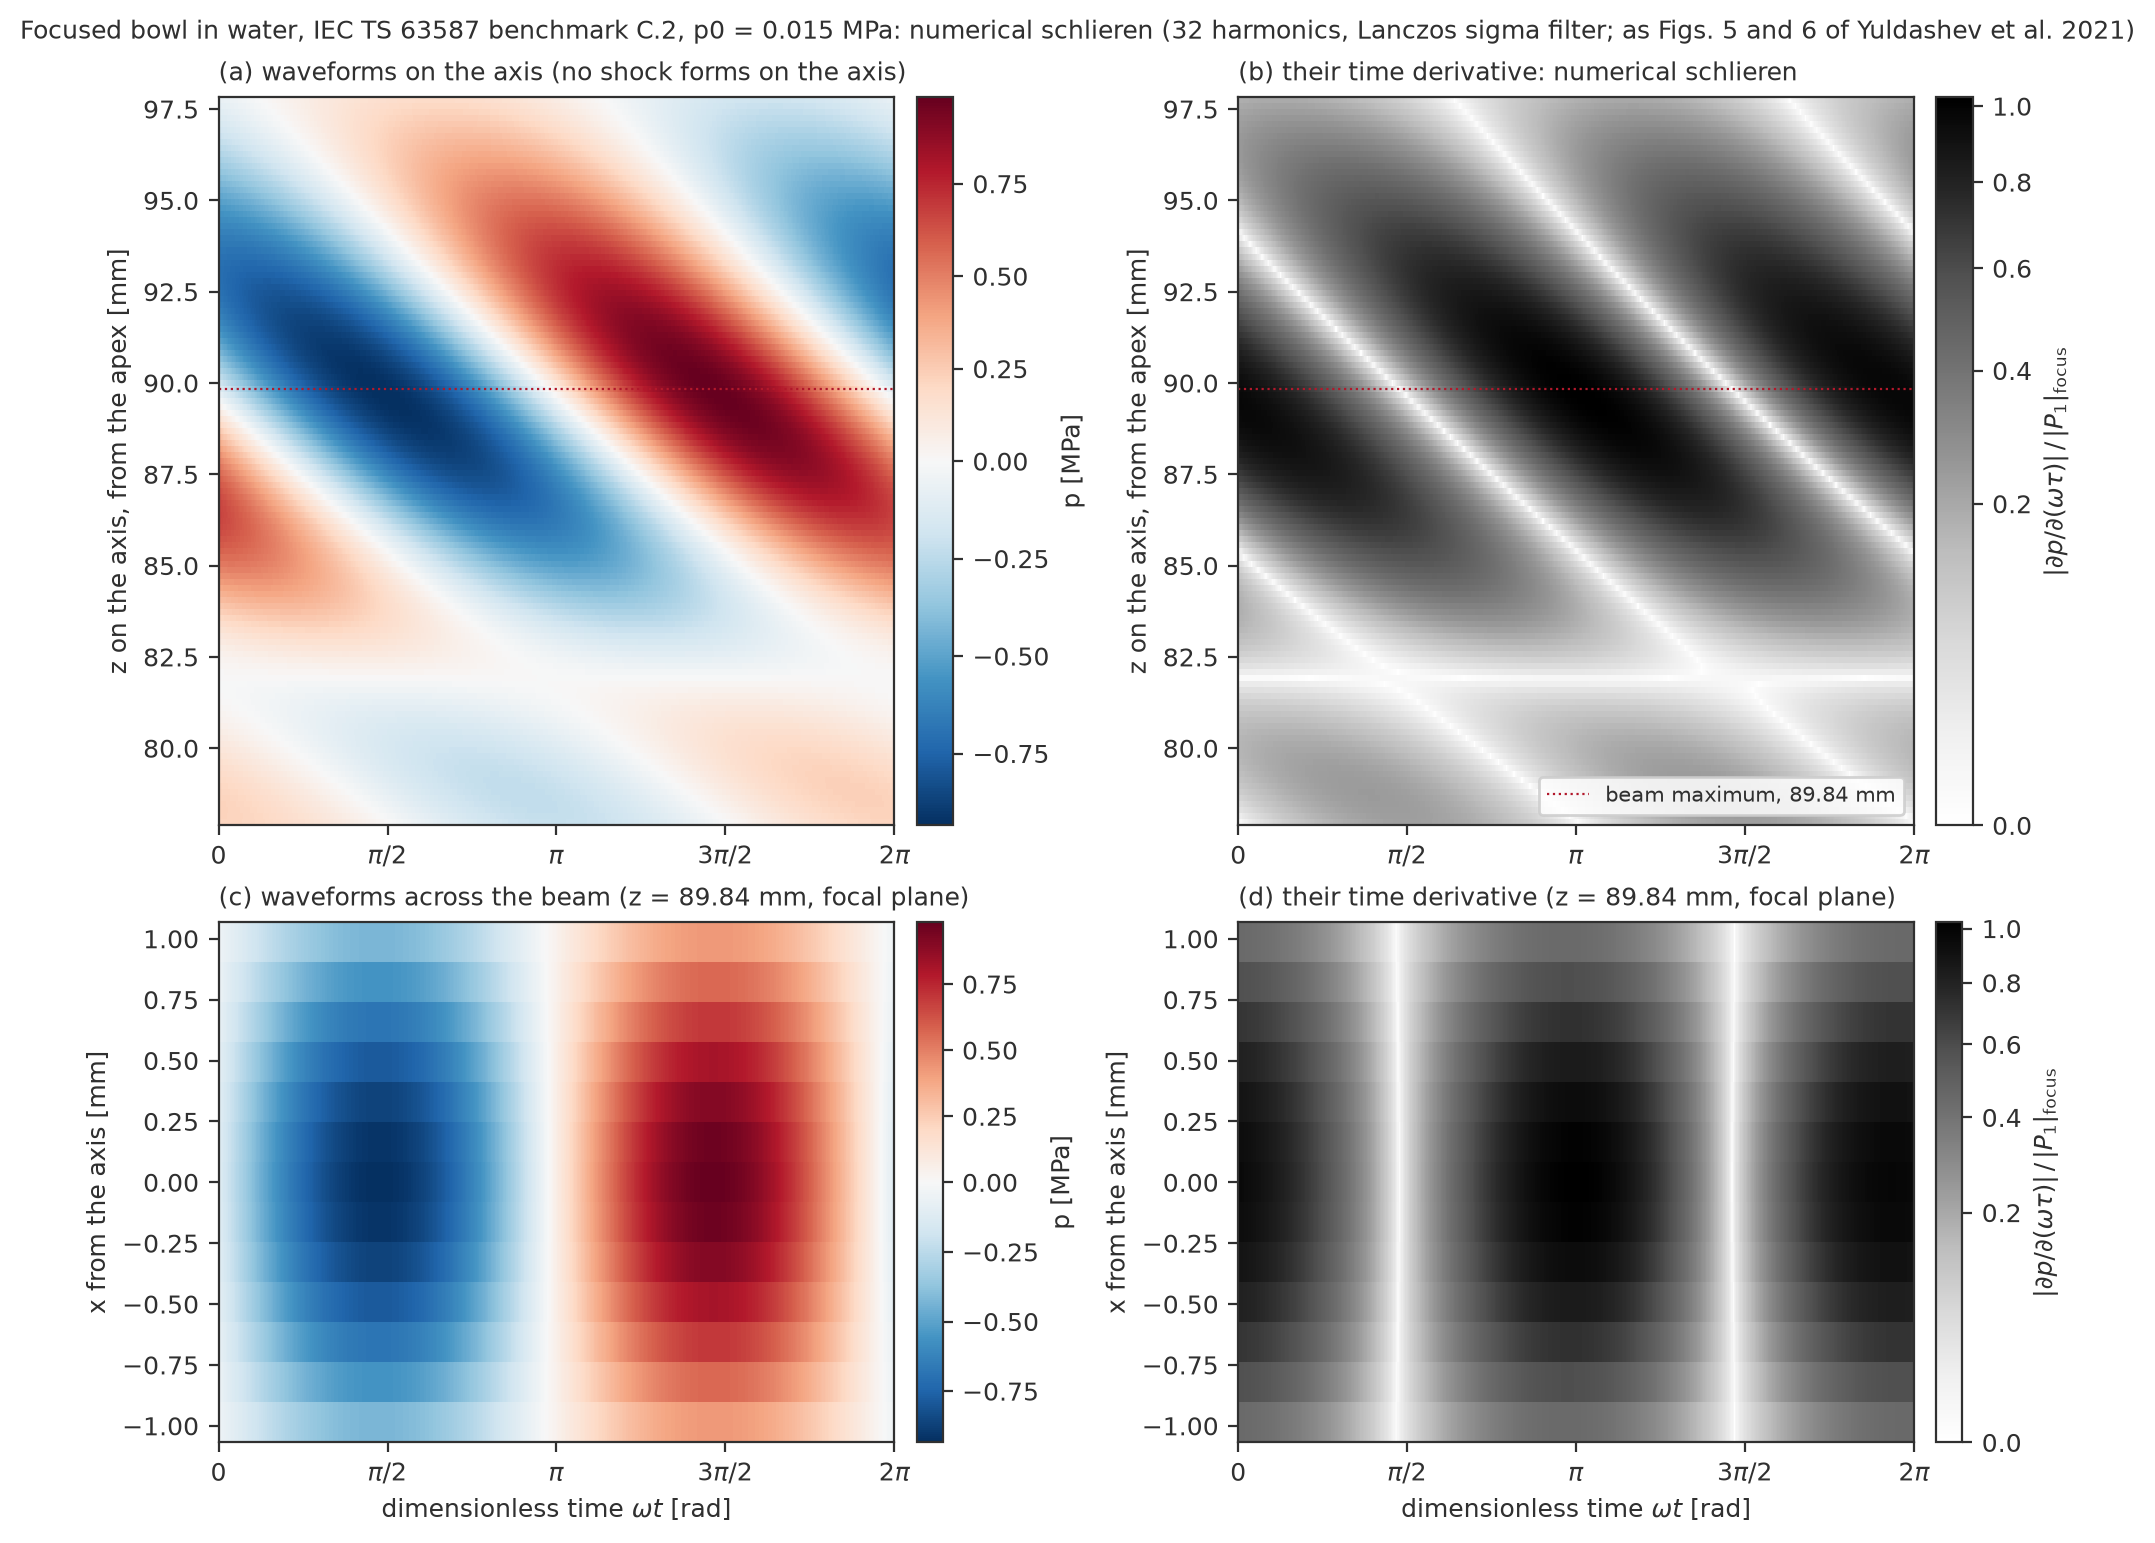 Focused bowl in water, IEC TS 63587 benchmark C.2, p0 = 0.015 MPa: numerical schlieren (32 harmonics, Lanczos sigma filter; as Figs. 5 and 6 of Yuldashev et al. 2021)
(a) waveforms on the axis (no shock forms on the axis)
97.5
95.0
92.5
90.0
87.5
85.0
82.5
80.0
z on the axis, from the apex [mm]
0
π/2
π
3π/2
2π
0.75
0.50
0.25
0.00
−0.25
−0.50
−0.75
p [MPa]
(b) their time derivative: numerical schlieren
97.5
95.0
92.5
90.0
87.5
85.0
82.5
80.0
z on the axis, from the apex [mm]
beam maximum, 89.84 mm
0
π/2
π
3π/2
2π
1.0
0.8
0.6
0.4
0.2
0.0
|∂p/∂(ωτ)| / |P₁|focus
(c) waveforms across the beam (z = 89.84 mm, focal plane)
1.00
0.75
0.50
0.25
0.00
−0.25
−0.50
−0.75
−1.00
x from the axis [mm]
0
π/2
π
3π/2
2π
dimensionless time ωt [rad]
0.75
0.50
0.25
0.00
−0.25
−0.50
−0.75
p [MPa]
(d) their time derivative (z = 89.84 mm, focal plane)
1.00
0.75
0.50
0.25
0.00
−0.25
−0.50
−0.75
−1.00
x from the axis [mm]
0
π/2
π
3π/2
2π
dimensionless time ωt [rad]
1.0
0.8
0.6
0.4
0.2
0.0
|∂p/∂(ωτ)| / |P₁|focus